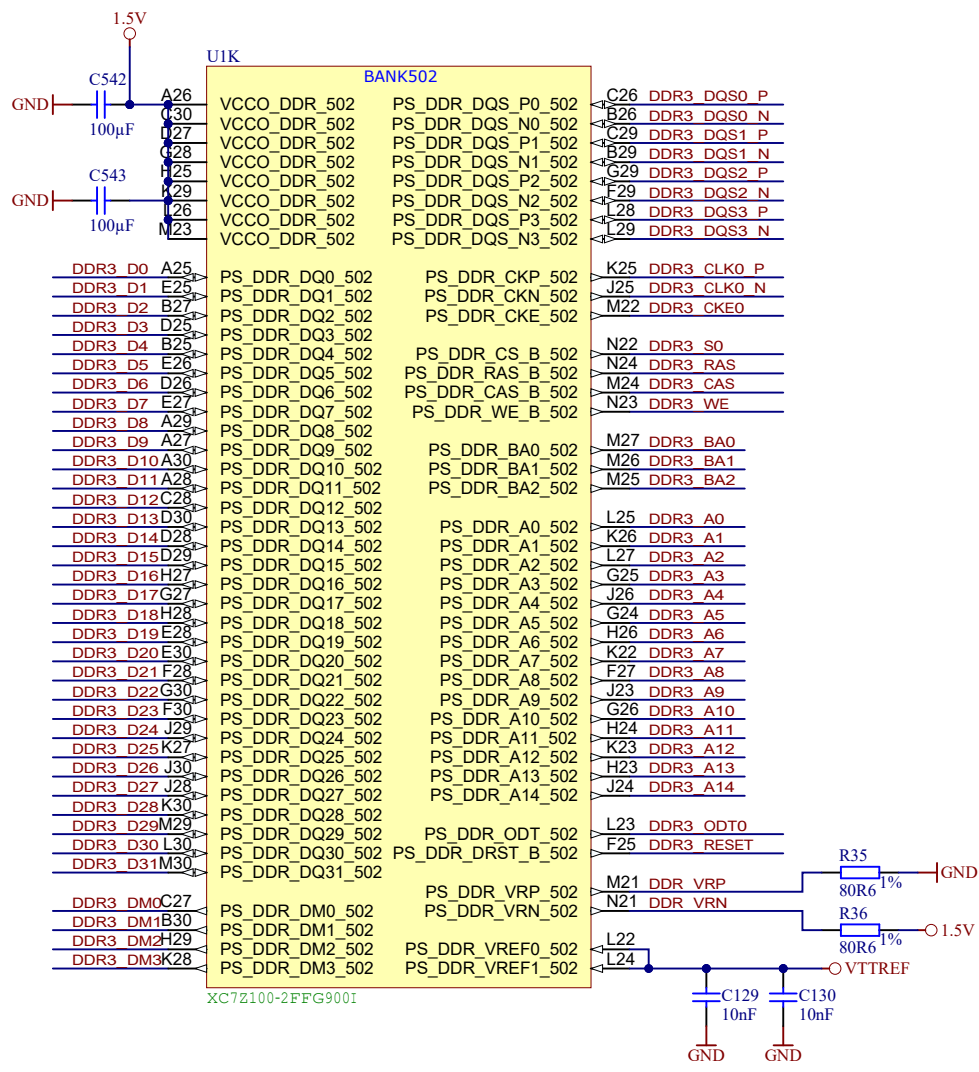 1.5V
U1K
BANK502
C542
GND
100µF
A26 VCCO_DDR_502 PS_DDR_DQS_P0_502 C26 DDR3_DQS0_P
C30 VCCO_DDR_502 PS_DDR_DQS_N0_502 B26 DDR3_DQS0_N
D27 VCCO_DDR_502 PS_DDR_DQS_P1_502 C29 DDR3_DQS1_P
G28 VCCO_DDR_502 PS_DDR_DQS_N1_502 B29 DDR3_DQS1_N
C543
GND
100µF
H25 VCCO_DDR_502 PS_DDR_DQS_P2_502 G29 DDR3_DQS2_P
K29 VCCO_DDR_502 PS_DDR_DQS_N2_502 F29 DDR3_DQS2_N
L26 VCCO_DDR_502 PS_DDR_DQS_P3_502 L28 DDR3_DQS3_P
M23 VCCO_DDR_502 PS_DDR_DQS_N3_502 L29 DDR3_DQS3_N
DDR3_D0 A25 PS_DDR_DQ0_502 PS_DDR_CKP_502 K25 DDR3_CLK0_P
DDR3_D1 E25 PS_DDR_DQ1_502 PS_DDR_CKN_502 J25 DDR3_CLK0_N
DDR3_D2 B27 PS_DDR_DQ2_502 PS_DDR_CKE_502 M22 DDR3_CKE0
DDR3_D3 D25 PS_DDR_DQ3_502
DDR3_D4 B25 PS_DDR_DQ4_502 PS_DDR_CS_B_502 N22 DDR3_S0
DDR3_D5 E26 PS_DDR_DQ5_502 PS_DDR_RAS_B_502 N24 DDR3_RAS
DDR3_D6 D26 PS_DDR_DQ6_502 PS_DDR_CAS_B_502 M24 DDR3_CAS
DDR3_D7 E27 PS_DDR_DQ7_502 PS_DDR_WE_B_502 N23 DDR3_WE
DDR3_D8 A29 PS_DDR_DQ8_502
DDR3_D9 A27 PS_DDR_DQ9_502 PS_DDR_BA0_502 M27 DDR3_BA0
DDR3_D10 A30 PS_DDR_DQ10_502 PS_DDR_BA1_502 M26 DDR3_BA1
DDR3_D11 A28 PS_DDR_DQ11_502 PS_DDR_BA2_502 M25 DDR3_BA2
DDR3_D12 C28 PS_DDR_DQ12_502
DDR3_D13 D30 PS_DDR_DQ13_502 PS_DDR_A0_502 L25 DDR3_A0
DDR3_D14 D28 PS_DDR_DQ14_502 PS_DDR_A1_502 K26 DDR3_A1
DDR3_D15 D29 PS_DDR_DQ15_502 PS_DDR_A2_502 L27 DDR3_A2
DDR3_D16 H27 PS_DDR_DQ16_502 PS_DDR_A3_502 G25 DDR3_A3
DDR3_D17 G27 PS_DDR_DQ17_502 PS_DDR_A4_502 J26 DDR3_A4
DDR3_D18 H28 PS_DDR_DQ18_502 PS_DDR_A5_502 G24 DDR3_A5
DDR3_D19 E28 PS_DDR_DQ19_502 PS_DDR_A6_502 H26 DDR3_A6
DDR3_D20 E30 PS_DDR_DQ20_502 PS_DDR_A7_502 K22 DDR3_A7
DDR3_D21 F28 PS_DDR_DQ21_502 PS_DDR_A8_502 F27 DDR3_A8
DDR3_D22 G30 PS_DDR_DQ22_502 PS_DDR_A9_502 J23 DDR3_A9
DDR3_D23 F30 PS_DDR_DQ23_502 PS_DDR_A10_502 G26 DDR3_A10
DDR3_D24 J29 PS_DDR_DQ24_502 PS_DDR_A11_502 H24 DDR3_A11
DDR3_D25 K27 PS_DDR_DQ25_502 PS_DDR_A12_502 K23 DDR3_A12
DDR3_D26 J30 PS_DDR_DQ26_502 PS_DDR_A13_502 H23 DDR3_A13
DDR3_D27 J28 PS_DDR_DQ27_502 PS_DDR_A14_502 J24 DDR3_A14
DDR3_D28 K30 PS_DDR_DQ28_502
DDR3_D29 M29 PS_DDR_DQ29_502 PS_DDR_ODT_502 L23 DDR3_ODT0
DDR3_D30 L30 PS_DDR_DQ30_502 PS_DDR_DRST_B_502 F25 DDR3_RESET
DDR3_D31 M30 PS_DDR_DQ31_502
R35
PS_DDR_VRP_502 M21 DDR_VRP 80R6 1% GND
DDR3_DM0 C27 PS_DDR_DM0_502 PS_DDR_VRN_502 N21 DDR_VRN
R36
DDR3_DM1 B30 PS_DDR_DM1_502 80R6 1% 1.5V
DDR3_DM2 H29 PS_DDR_DM2_502 PS_DDR_VREF0_502 L22
DDR3_DM3 K28 PS_DDR_DM3_502 PS_DDR_VREF1_502 L24 VTTREF
XC7Z100-2FFG900I
C129 C130
10nF 10nF
GND GND